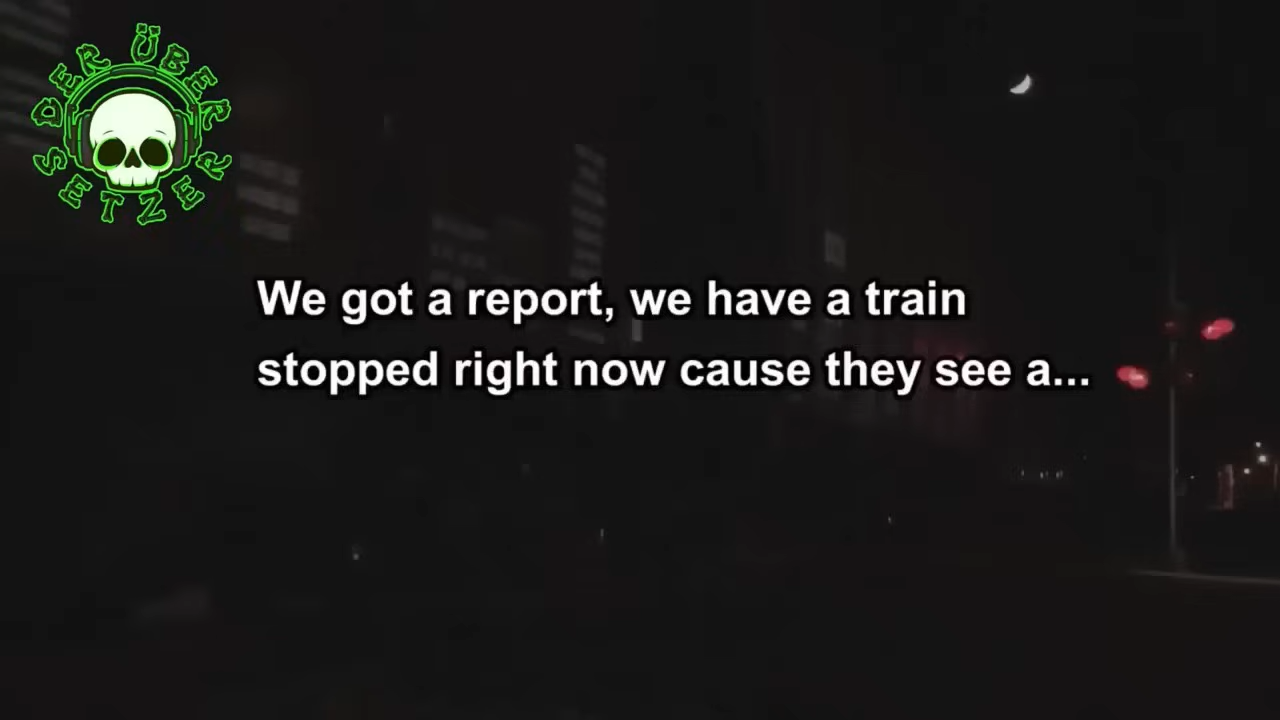 DER ÜBER
SETZER
We got a report, we have a train
stopped right now cause they see a...